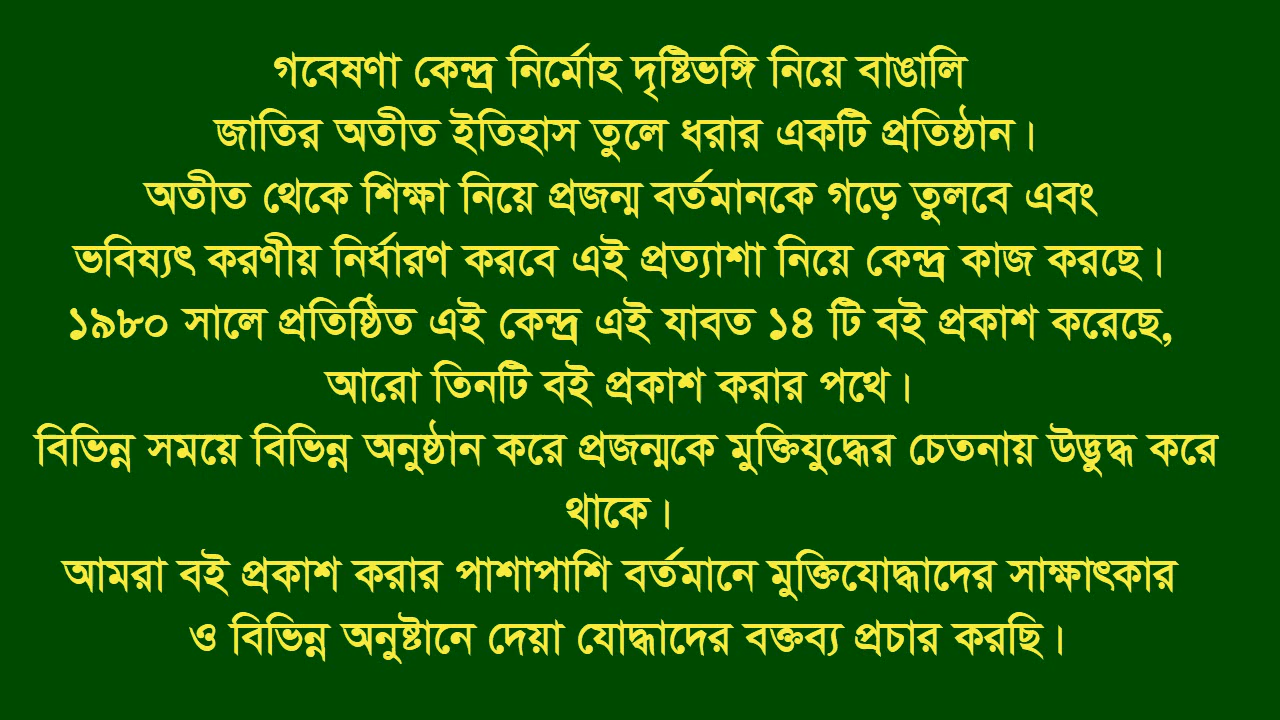 গবেষণা কেন্দ্র নির্মোহ দৃষ্টিভঙ্গি নিয়ে বাঙালি
জাতির অতীত ইতিহাস তুলে ধরার একটি প্রতিষ্ঠান।
অতীত থেকে শিক্ষা নিয়ে প্রজন্ম বর্তমানকে গড়ে তুলবে এবং
ভবিষ্যৎ করণীয় নির্ধারণ করবে এই প্রত্যাশা নিয়ে কেন্দ্র কাজ করছে।
১৯৮০ সালে প্রতিষ্ঠিত এই কেন্দ্র এই যাবত ১৪ টি বই প্রকাশ করেছে,
আরো তিনটি বই প্রকাশ করার পথে।
বিভিন্ন সময়ে বিভিন্ন অনুষ্ঠান করে প্রজন্মকে মুক্তিযুদ্ধের চেতনায় উদ্ভুদ্ধ করে
থাকে।
আমরা বই প্রকাশ করার পাশাপাশি বর্তমানে মুক্তিযোদ্ধাদের সাক্ষাৎকার
ও বিভিন্ন অনুষ্টানে দেয়া যোদ্ধাদের বক্তব্য প্রচার করছি।